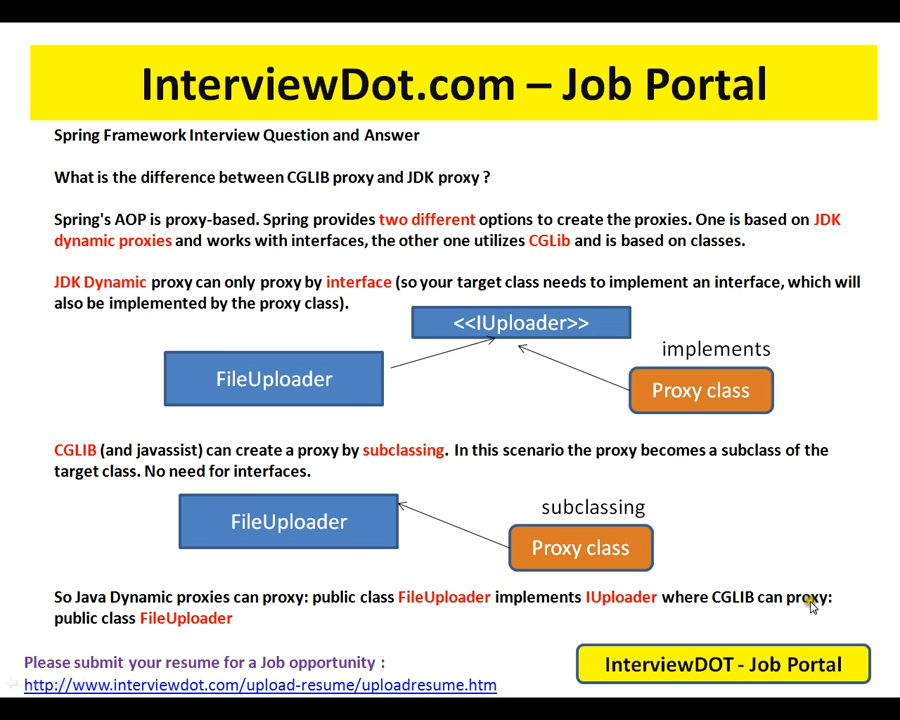 InterviewDot.com – Job Portal
Spring Framework Interview Question and Answer
What is the difference between CGLIB proxy and JDK proxy ?
Spring's AOP is proxy-based. Spring provides two different options to create the proxies. One is based on JDK
dynamic proxies and works with interfaces, the other one utilizes CGLib and is based on classes.
JDK Dynamic proxy can only proxy by interface (so your target class needs to implement an interface, which will
also be implemented by the proxy class).
<<IUploader>>
implements
FileUploader
Proxy class
CGLIB (and javassist) can create a proxy by subclassing. In this scenario the proxy becomes a subclass of the
target class. No need for interfaces.
subclassing
FileUploader
Proxy class
So Java Dynamic proxies can proxy: public class FileUploader implements IUploader where CGLIB can proxy:
public class FileUploader
Please submit your resume for a Job opportunity :
http://www.interviewdot.com/upload-resume/uploadresume.htm
InterviewDOT - Job Portal